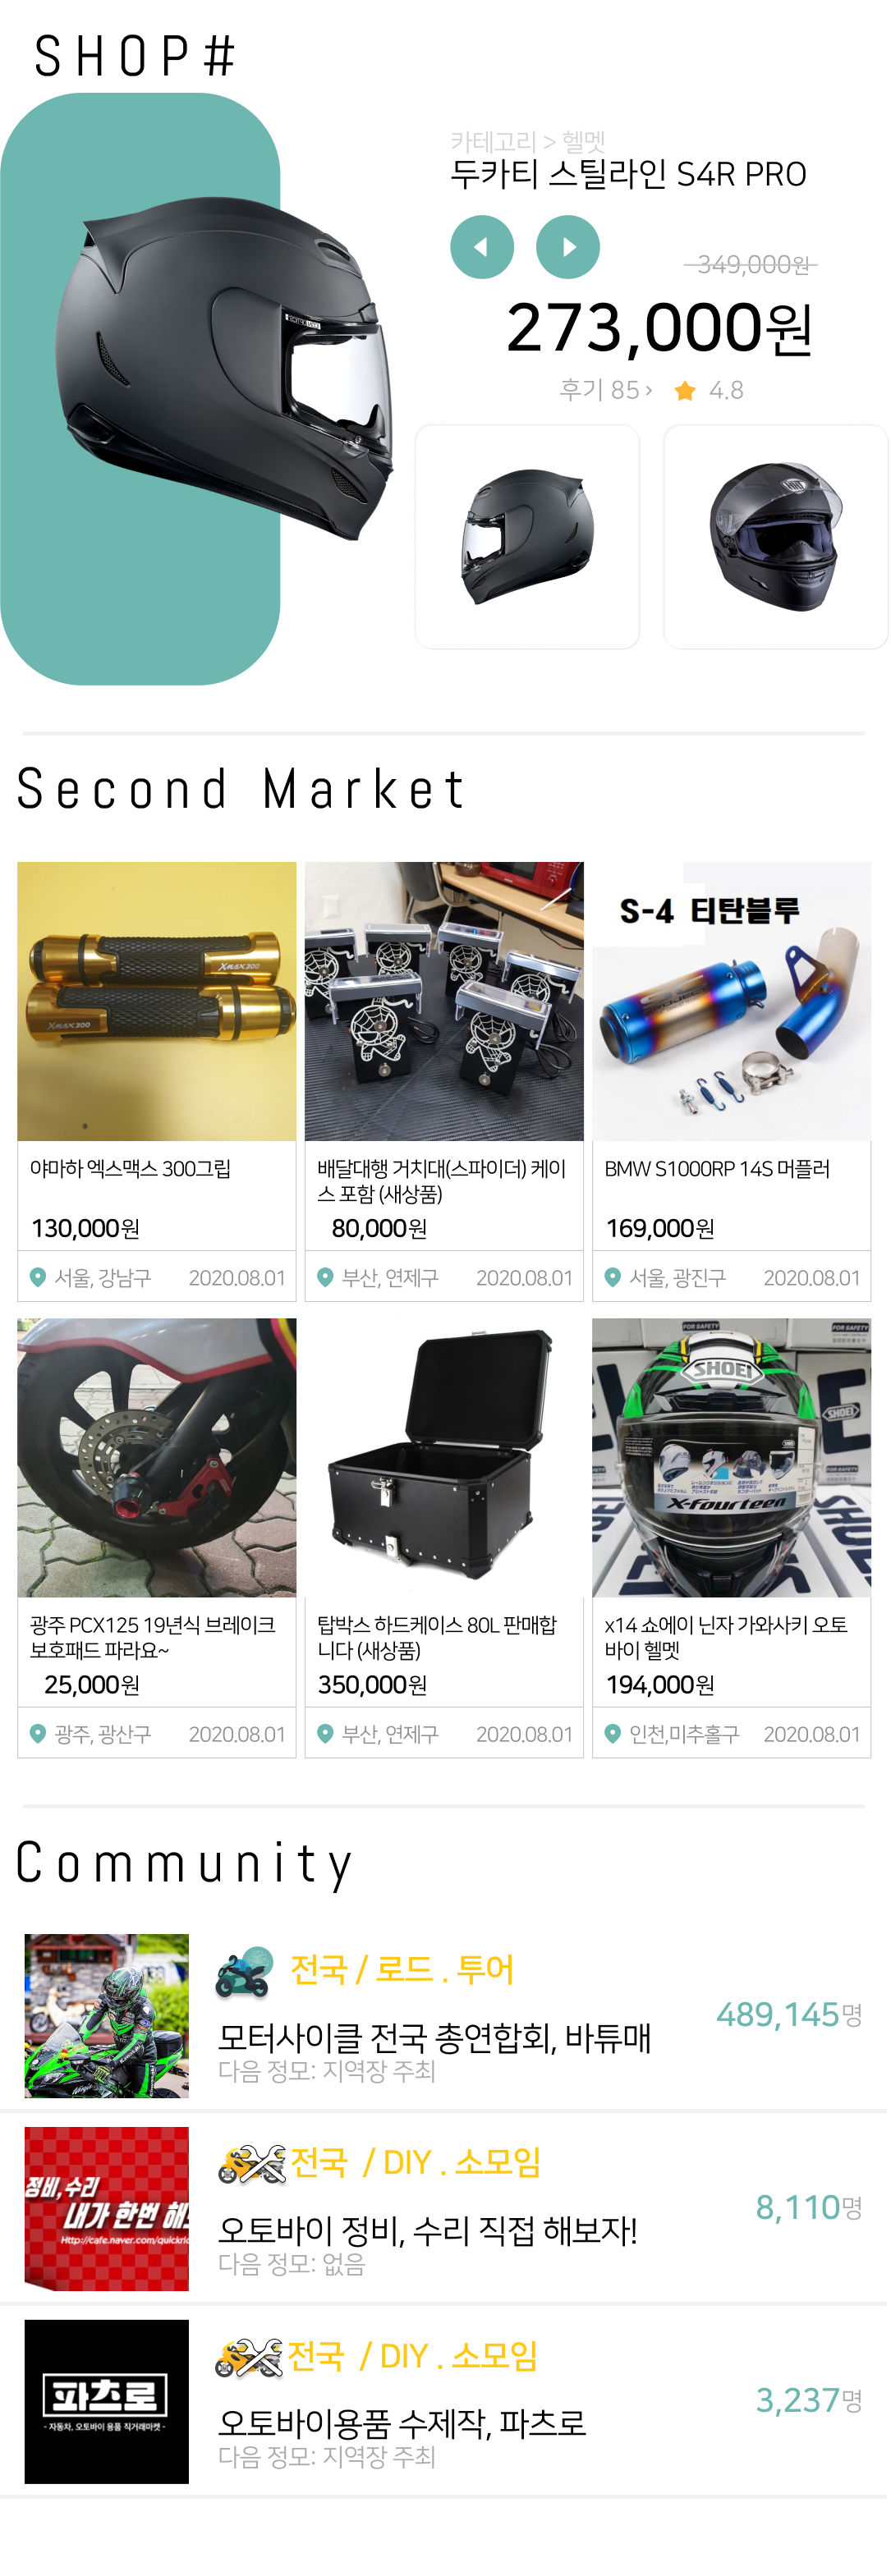 SHOP#
카테고리 > 헬멧
두카티 스틸라인 S4R PRO
349,000원
273,000원
후기 85 >
4.8
Second Market
XMAX300
XMAX300
S-4 티탄블루
야마하 엑스맥스 300그립
130,000원
서울, 강남구 2020.08.01
배달대행 거치대(스파이더) 케이
스 포함 (새상품)
80,000원
부산, 연제구 2020.08.01
BMW S1000RP 14S 머플러
169,000원
서울, 광진구 2020.08.01
FOR SAFETY
SHOEI
SHOEI
FOR SAFETY
X-Fourteen
광주 PCX125 19년식 브레이크
보호패드 파라요~
25,000원
광주, 광산구 2020.08.01
탑박스 하드케이스 80L 판매합
니다 (새상품)
350,000원
부산, 연제구 2020.08.01
x14 쇼에이 닌자 가와사키 오토
바이 헬멧
194,000원
인천,미추홀구 2020.08.01
Community
전국 / 로드 . 투어
489,145명
모터사이클 전국 총연합회, 바튜매
다음 정모: 지역장 주최
정비,수리
내가 한번 해
Http://cafe.naver.com/quickri
전국 / DIY . 소모임
8,110명
오토바이 정비, 수리 직접 해보자!
다음 정모: 없음
파츠로
- 자동차, 오토바이 용품 직거래마켓 -
전국 / DIY . 소모임
3,237명
오토바이용품 수제작, 파츠로
다음 정모: 지역장 주최